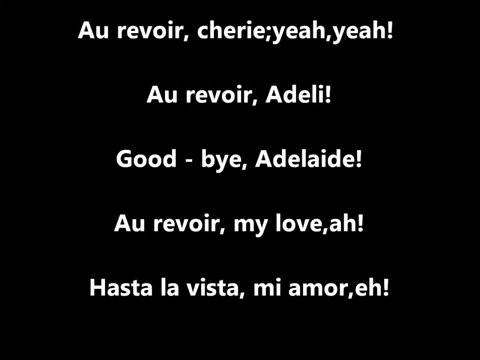 Au revoir, cherie;yeah,yeah!
Au revoir, Adeli!
Good - bye, Adelaide!
Au revoir, my love,ah!
Hasta la vista, mi amor,eh!